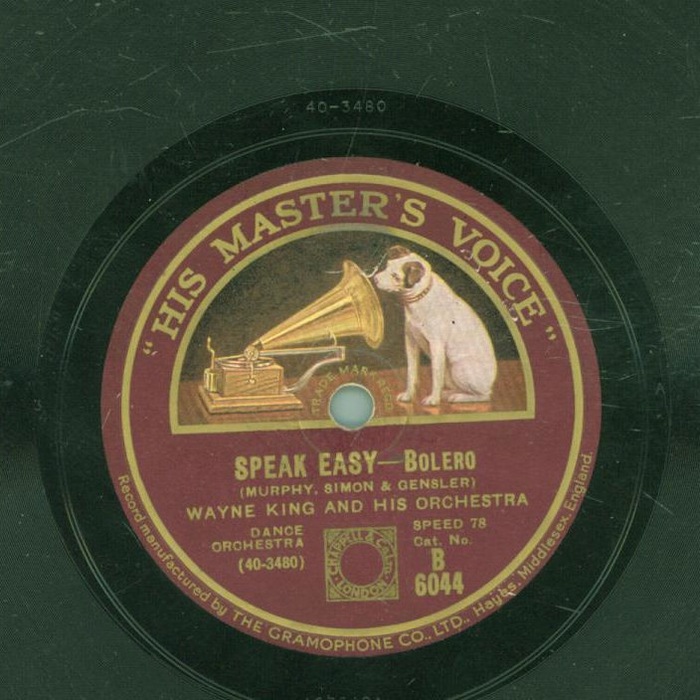 40-3480
"HIS MASTER'S VOICE"
TRADE MARK REGD
SPEAK EASY—BOLERO
(MURPHY, SIMON & GENSLER)
WAYNE KING AND HIS ORCHESTRA
DANCE
ORCHESTRA
(40-3480)
CHAPPELL & Co LTD.
LONDON
SPEED 78
Cat. No.
B
6044
Record manufactured by THE GRAMOPHONE CO., LTD., Hayes, Middlesex, England.